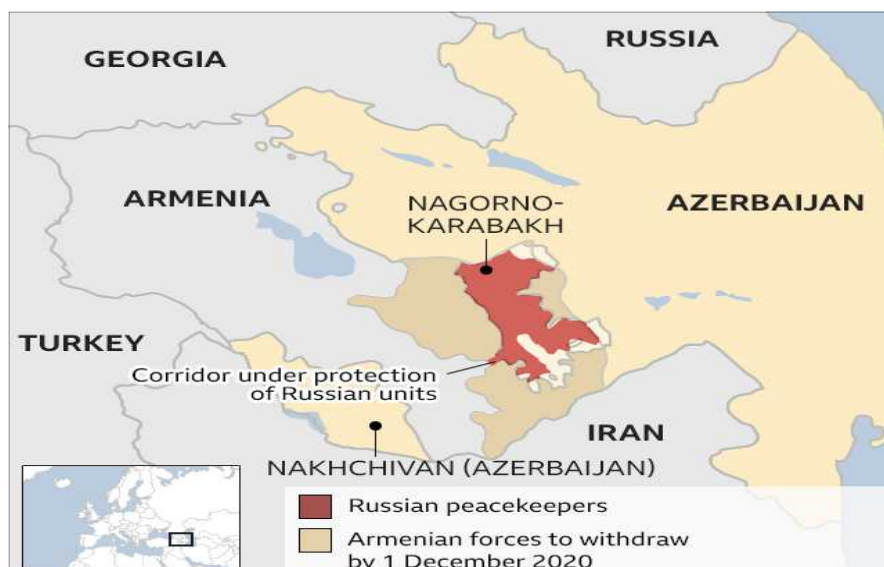 GEORGIA
RUSSIA
ARMENIA
NAGORNO-
KARABAKH
AZERBAIJAN
TURKEY
Corridor under protection
of Russian units
IRAN
NAKHCHIVAN (AZERBAIJAN)
Russian peacekeepers
Armenian forces to withdraw
by 1 December 2020